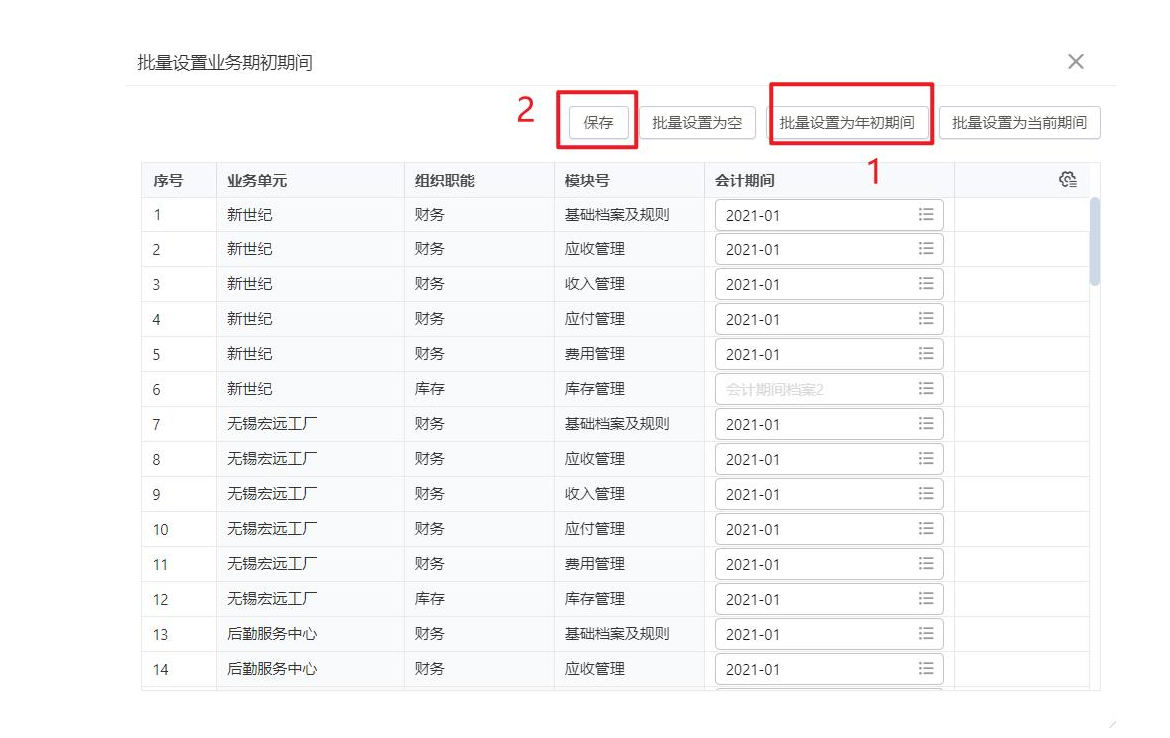 批量设置业务期初期间
2 保存 批量设置为空 批量设置为年初期间 批量设置为当前期间
1
序号 业务单元 组织职能 模块号 会计期间
1 新世纪 财务 基础档案及规则 2021-01
2 新世纪 财务 应收管理 2021-01
3 新世纪 财务 收入管理 2021-01
4 新世纪 财务 应付管理 2021-01
5 新世纪 财务 费用管理 2021-01
6 新世纪 库存 库存管理 会计期间档案2
7 无锡宏远工厂 财务 基础档案及规则 2021-01
8 无锡宏远工厂 财务 应收管理 2021-01
9 无锡宏远工厂 财务 收入管理 2021-01
10 无锡宏远工厂 财务 应付管理 2021-01
11 无锡宏远工厂 财务 费用管理 2021-01
12 无锡宏远工厂 库存 库存管理 2021-01
13 后勤服务中心 财务 基础档案及规则 2021-01
14 后勤服务中心 财务 应收管理 2021-01